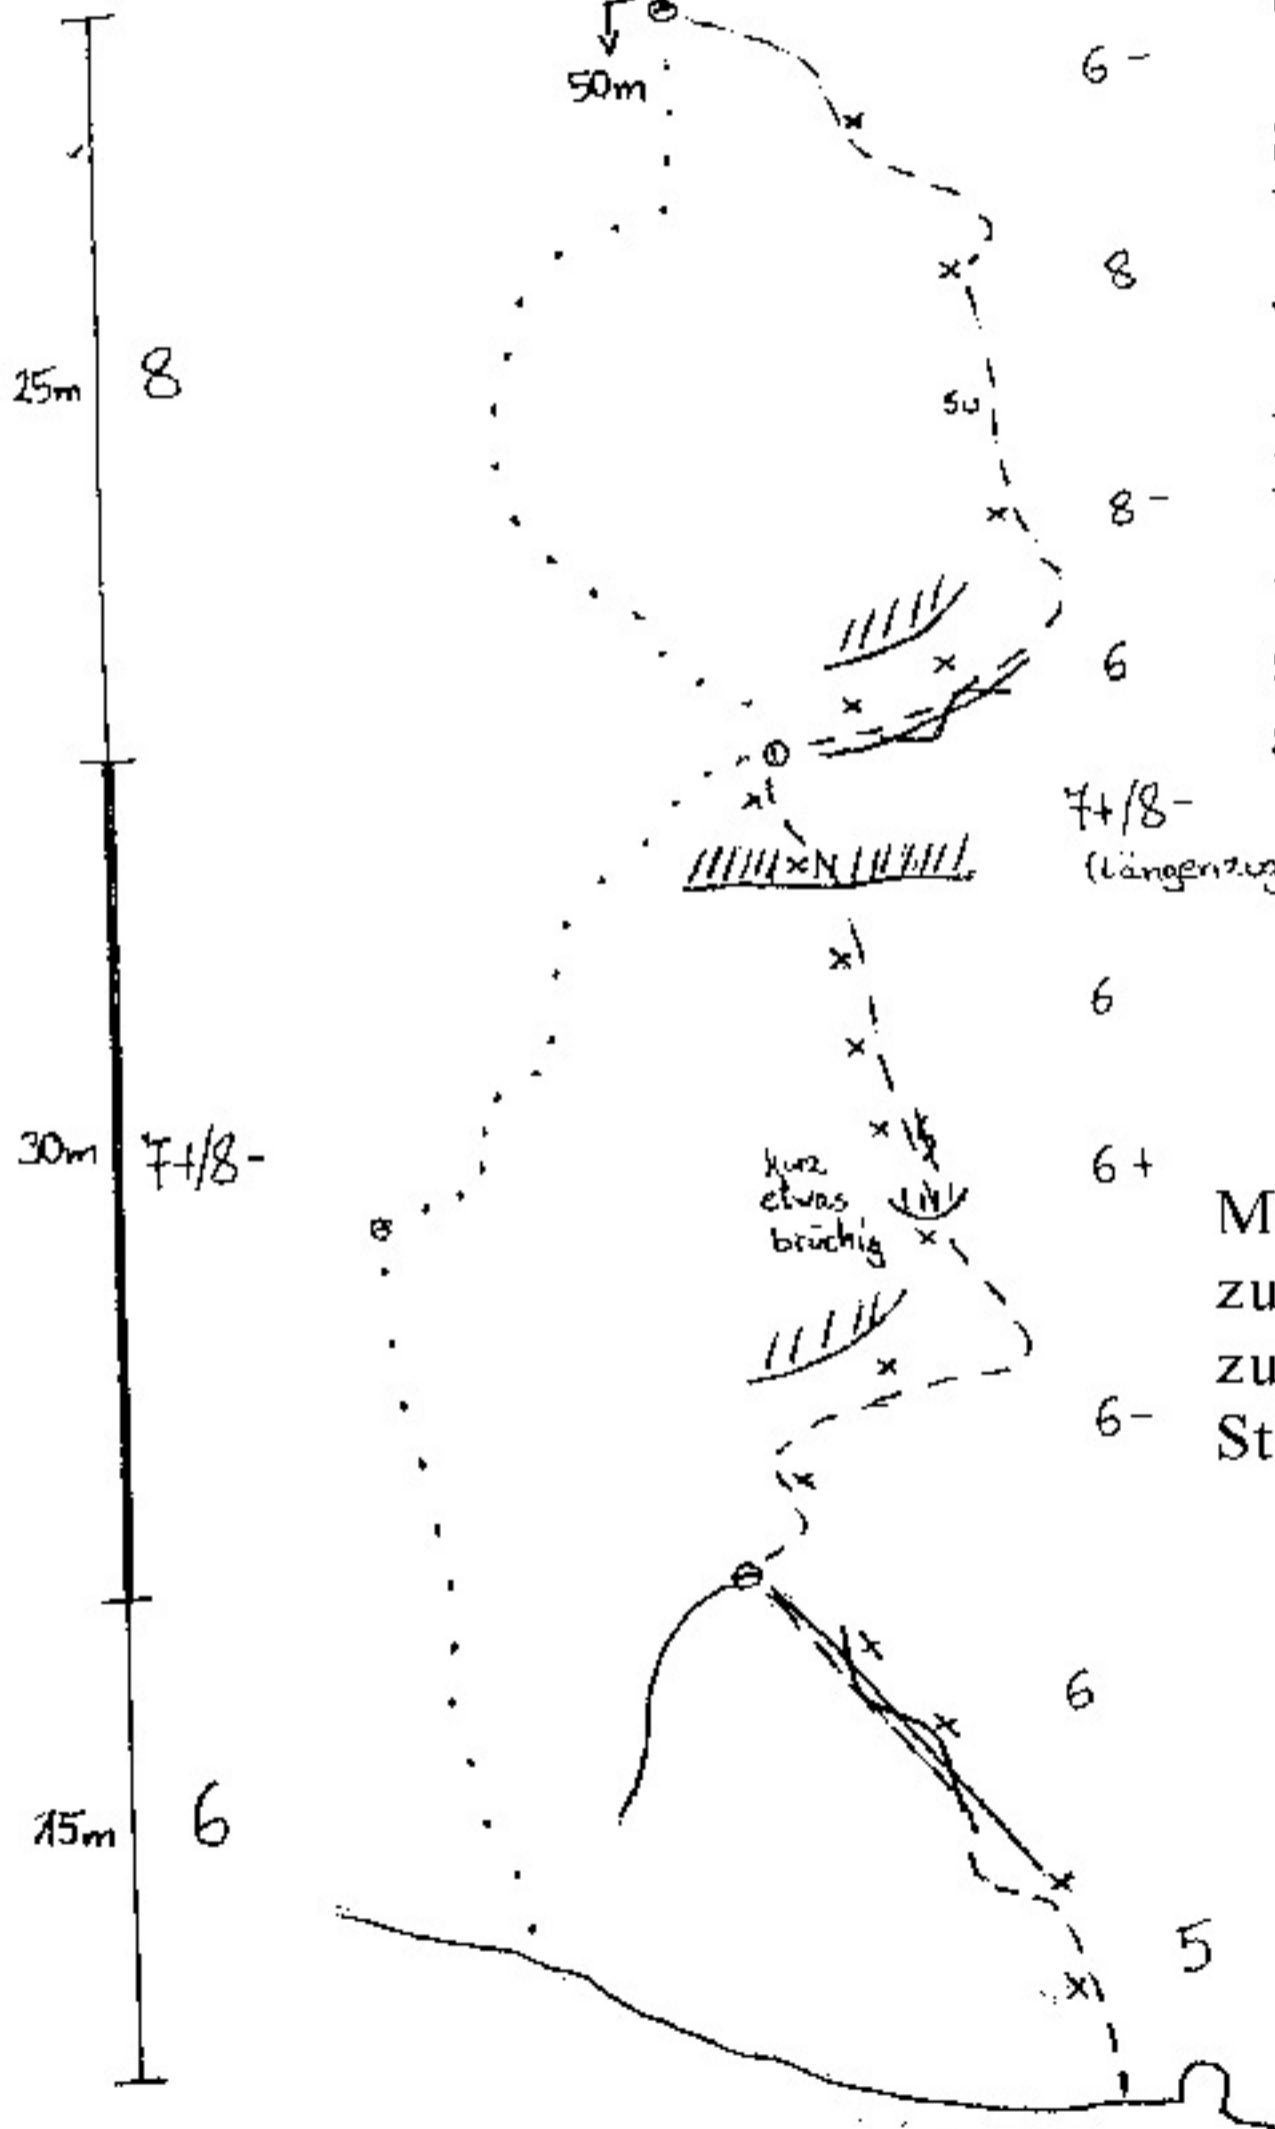 50m
6-
8
25m
8
SU
8-
6
7+/8-
(Längenzug
6
30m
7+/8-
kurz
etwas
brüchig
6+
M
zu
zu
St
6-
6
15m
6
5